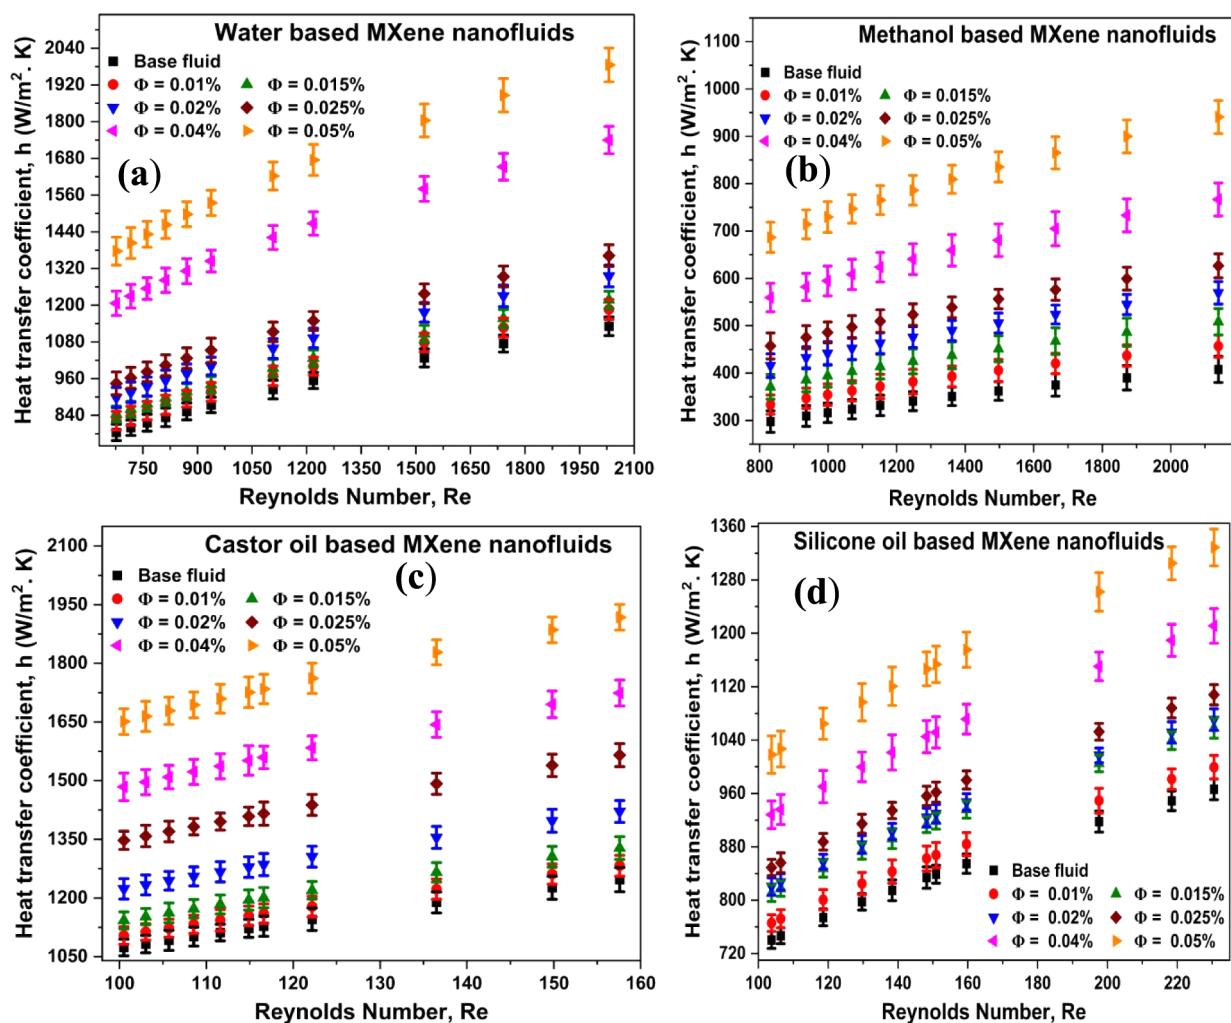 Water based MXene nanofluids
Base fluid
Φ = 0.01% Φ = 0.015%
Φ = 0.02% Φ = 0.025%
Φ = 0.04% Φ = 0.05%
(a)
Heat transfer coefficient, h (W/m². K)
2040
1920
1800
1680
1560
1440
1320
1200
1080
960
840
750 900 1050 1200 1350 1500 1650 1800 1950 2100
Reynolds Number, Re
Methanol based MXene nanofluids
Base fluid
Φ = 0.01% Φ = 0.015%
Φ = 0.02% Φ = 0.025%
Φ = 0.04% Φ = 0.05%
(b)
Heat transfer coefficient, h (W/m². K)
1100
1000
900
800
700
600
500
400
300
800 1000 1200 1400 1600 1800 2000
Reynolds Number, Re
Castor oil based MXene nanofluids
Base fluid
Φ = 0.01% Φ = 0.015%
Φ = 0.02% Φ = 0.025%
Φ = 0.04% Φ = 0.05%
(c)
Heat transfer coefficient, h (W/m². K)
2100
1950
1800
1650
1500
1350
1200
1050
100 110 120 130 140 150 160
Reynolds Number, Re
Silicone oil based MXene nanofluids
(d)
Heat transfer coefficient, h (W/m². K)
1360
1280
1200
1120
1040
960
880
800
720
Base fluid
Φ = 0.01% Φ = 0.015%
Φ = 0.02% Φ = 0.025%
Φ = 0.04% Φ = 0.05%
100 120 140 160 180 200 220
Reynolds Number, Re